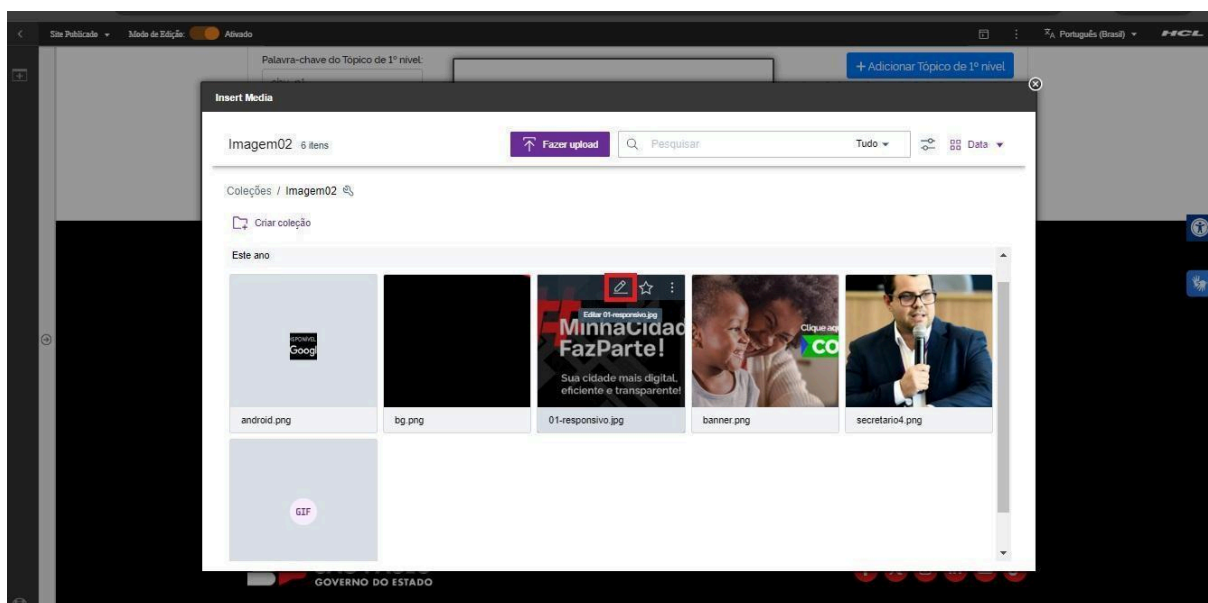 Site Publicado
Modo de Edição:
Ativado
Português (Brasil)
HCL
Palavra-chave do Tópico de 1º nível:
+ Adicionar Tópico de 1º nível
Insert Media
Imagem02 6 itens
Fazer upload
Pesquisar
Tudo
Data
Coleções / Imagem02
Criar coleção
Este ano
Googl
Editar 01-responsivo.jpg
MinhaCidad
FazParte!
Sua cidade mais digital,
eficiente e transparente!
Clique aq
CO
android.png
bg.png
01-responsivo.jpg
banner.png
secretario4.png
GIF
GOVERNO DO ESTADO